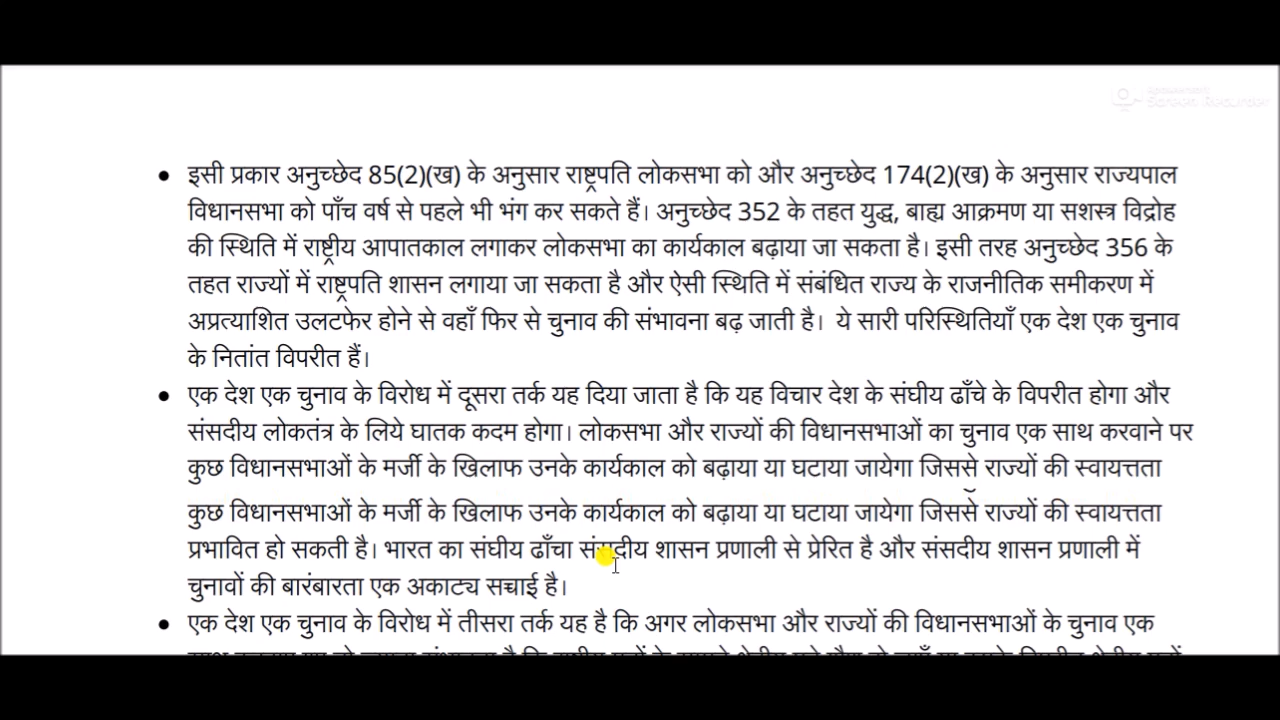 Apowersoft
Screen Recorder
• इसी प्रकार अनुच्छेद 85(2)(ख) के अनुसार राष्ट्रपति लोकसभा को और अनुच्छेद 174(2)(ख) के अनुसार राज्यपाल
विधानसभा को पाँच वर्ष से पहले भी भंग कर सकते हैं। अनुच्छेद 352 के तहत युद्ध, बाह्य आक्रमण या सशस्त्र विद्रोह
की स्थिति में राष्ट्रीय आपातकाल लगाकर लोकसभा का कार्यकाल बढ़ाया जा सकता है। इसी तरह अनुच्छेद 356 के
तहत राज्यों में राष्ट्रपति शासन लगाया जा सकता है और ऐसी स्थिति में संबंधित राज्य के राजनीतिक समीकरण में
अप्रत्याशित उलटफेर होने से वहाँ फिर से चुनाव की संभावना बढ़ जाती है। ये सारी परिस्थितियाँ एक देश एक चुनाव
के नितांत विपरीत हैं।
• एक देश एक चुनाव के विरोध में दूसरा तर्क यह दिया जाता है कि यह विचार देश के संघीय ढाँचे के विपरीत होगा और
संसदीय लोकतंत्र के लिये घातक कदम होगा। लोकसभा और राज्यों की विधानसभाओं का चुनाव एक साथ करवाने पर
कुछ विधानसभाओं के मर्जी के खिलाफ उनके कार्यकाल को बढ़ाया या घटाया जायेगा जिससे राज्यों की स्वायत्तता
कुछ विधानसभाओं के मर्जी के खिलाफ उनके कार्यकाल को बढ़ाया या घटाया जायेगा जिससे राज्यों की स्वायत्तता
प्रभावित हो सकती है। भारत का संघीय ढाँचा संसदीय शासन प्रणाली से प्रेरित है और संसदीय शासन प्रणाली में
चुनावों की बारंबारता एक अकाट्य सच्चाई है।
• एक देश एक चुनाव के विरोध में तीसरा तर्क यह है कि अगर लोकसभा और राज्यों की विधानसभाओं के चुनाव एक